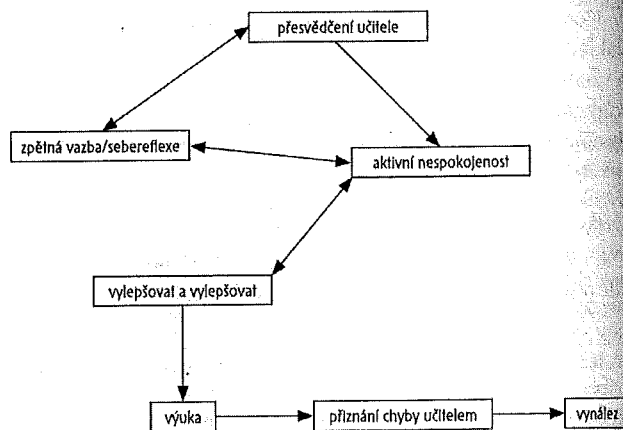 přesvědčení učitele
zpětná vazba/sebereflexe
aktivní nespokojenost
vylepšovat a vylepšovat
výuka
přiznání chyby učitelem
vynález